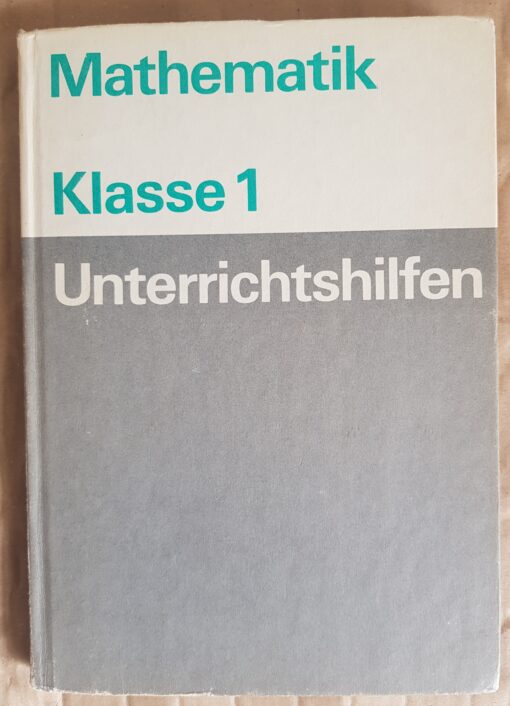 Mathematik
Klasse 1
Unterrichtshilfen